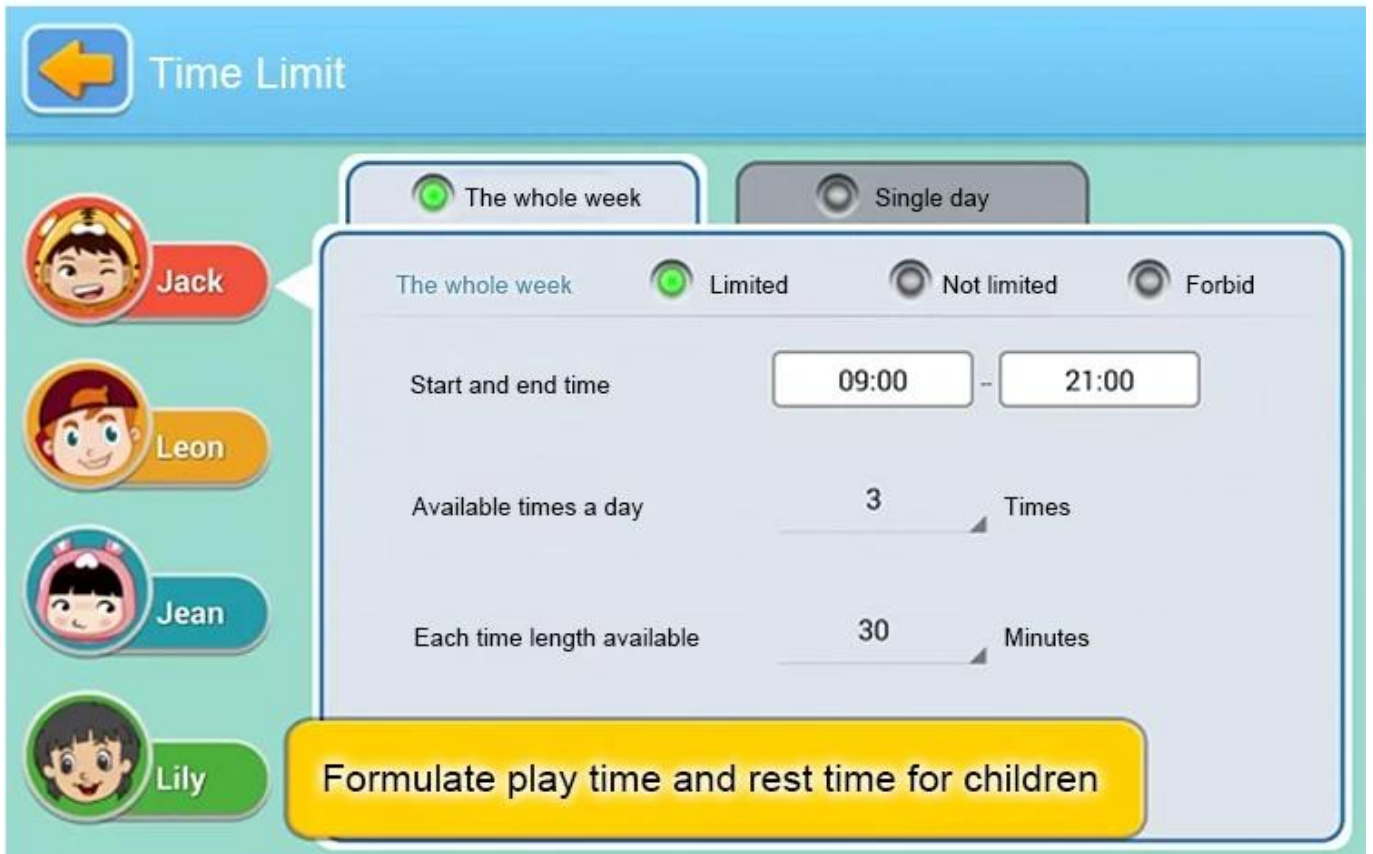 Time Limit
The whole week
Single day
Jack
The whole week Limited Not limited Forbid
Start and end time 09:00 - 21:00
Leon
Available times a day 3 Times
Jean
Each time length available 30 Minutes
Lily
Formulate play time and rest time for children